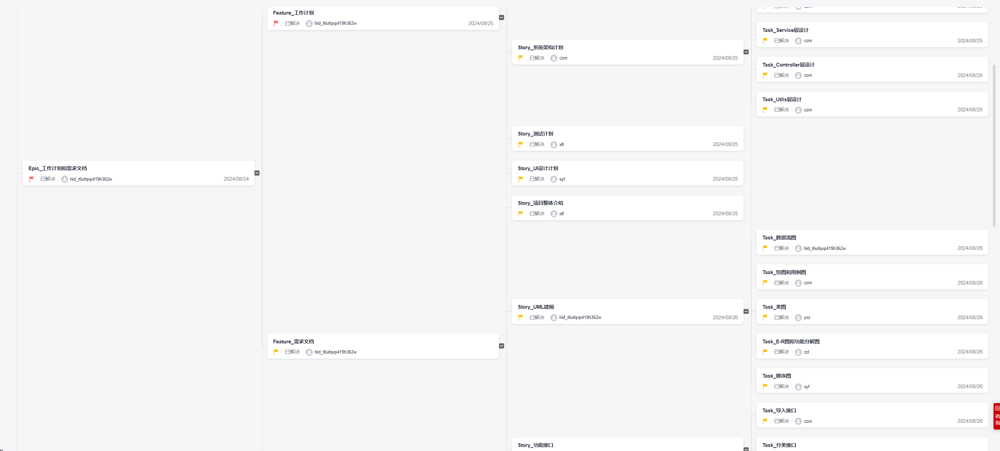 Feature_工作计划
已解决 hid_t6ufqvp419h362w 2024/08/25
Story_系统架构计划
已解决 czm 2024/08/25
Story_测试计划
已解决 xfl 2024/08/25
Epic_工作计划和需求文档
已解决 hid_t6ufqvp419h362w 2024/08/24
Story_UI设计计划
已解决 syf 2024/08/25
Story_项目整体介绍
已解决 xfl 2024/08/25
Story_UML建模
已解决 hid_t6ufqvp419h362w 2024/08/26
Feature_需求文档
已解决 hid_t6ufqvp419h362w
Story_功能接口
Task_Service层设计
已解决 czm 2024/08/25
Task_Controller层设计
已解决 czm 2024/08/25
Task_Utils层设计
已解决 czm 2024/08/25
Task_数据流图
已解决 hid_t6ufqvp419h362w 2024/08/26
Task_包图和用例图
已解决 czm 2024/08/26
Task_类图
已解决 yxz 2024/08/26
Task_E-R图和功能分解图
已解决 zzl 2024/08/26
Task_顺序图
已解决 syf 2024/08/26
Task_导入接口
已解决 czm 2024/08/26
Task_分类接口
咨
询